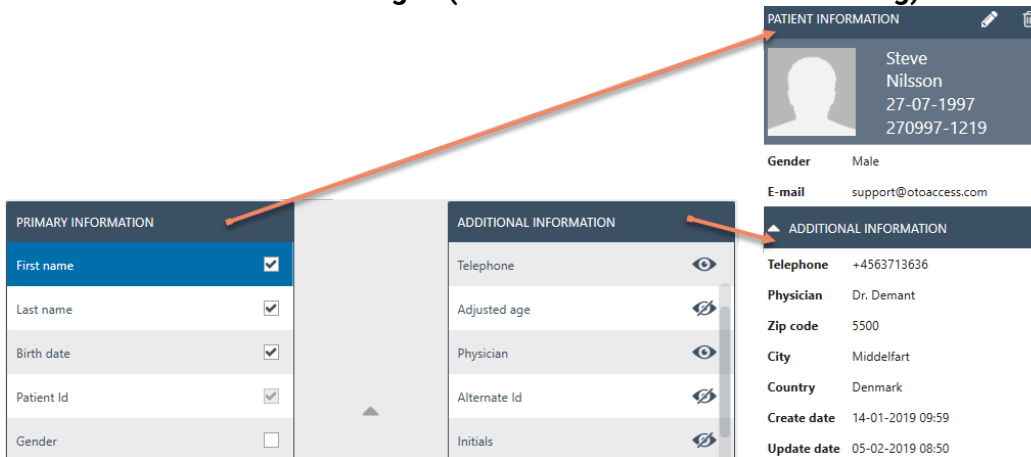 PRIMARY INFORMATION
First name
Last name
Birth date
Patient Id
Gender
ADDITIONAL INFORMATION
Telephone
Adjusted age
Physician
Alternate Id
Initials
PATIENT INFORMATION
Steve
Nilsson
27-07-1997
270997-1219
Gender Male
E-mail support@otoaccess.com
ADDITIONAL INFORMATION
Telephone +4563713636
Physician Dr. Demant
Zip code 5500
City Middelfart
Country Denmark
Create date 14-01-2019 09:59
Update date 05-02-2019 08:50